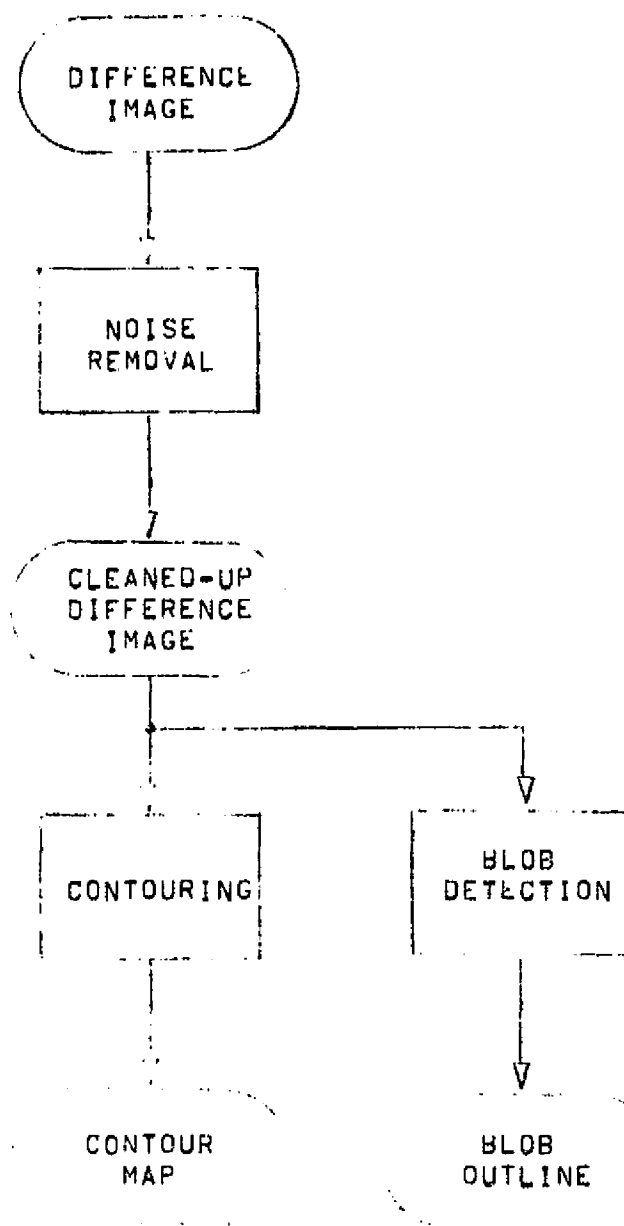 DIFFERENCE
IMAGE
NOISE
REMOVAL
CLEANED-UP
DIFFERENCE
IMAGE
CONTOURING
BLOB
DETECTION
CONTOUR
MAP
BLOB
OUTLINE